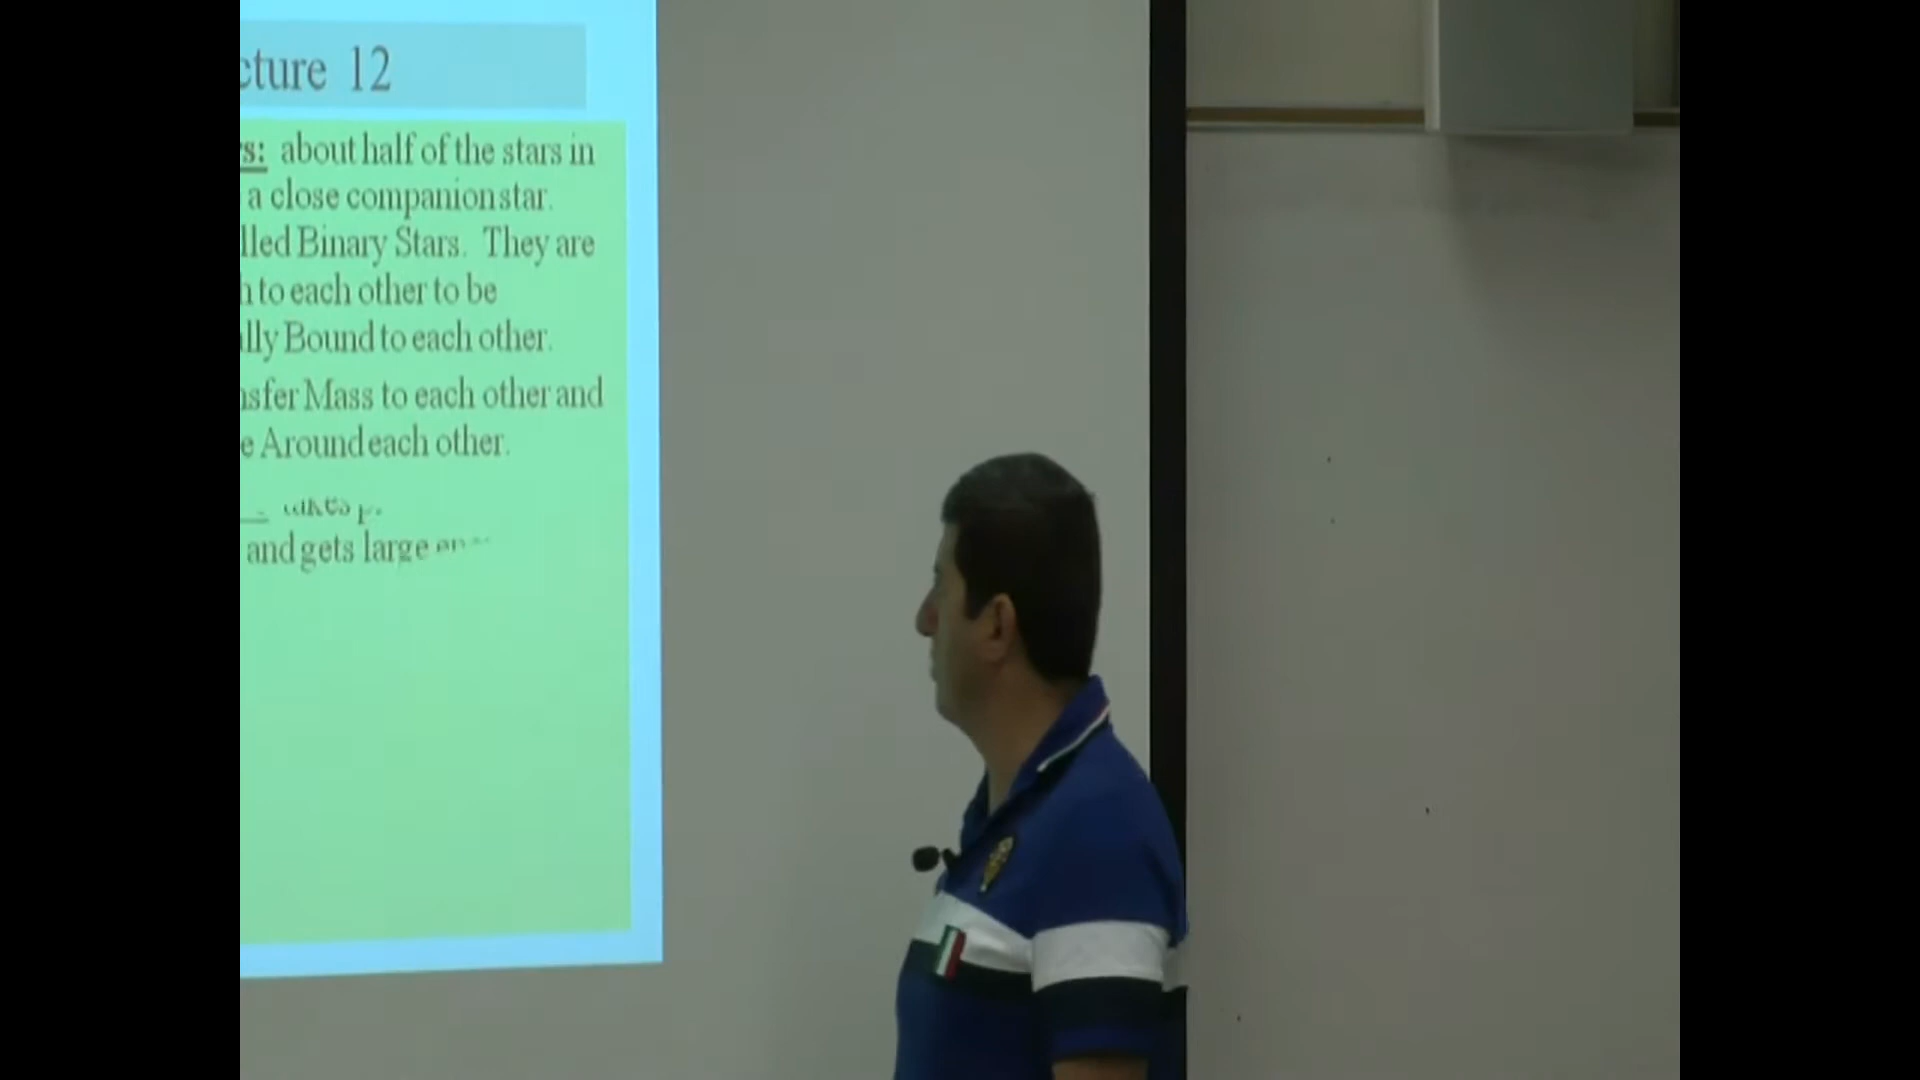 cture 12
s: about half of the stars in
a close companion star.
lled Binary Stars. They are
h to each other to be
lly Bound to each other.
nsfer Mass to each other and
e Around each other.
and gets large